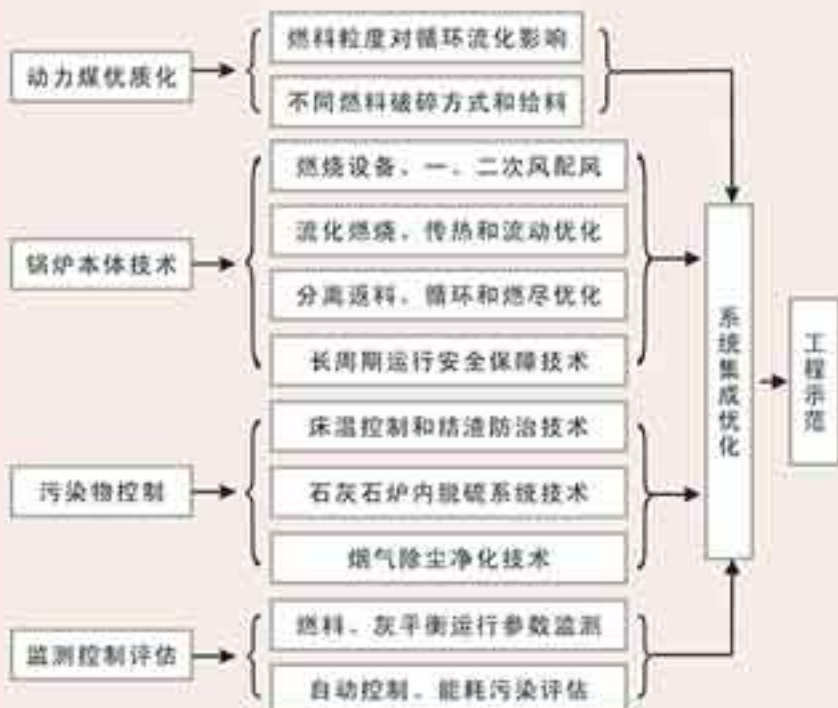 动力煤优质化
燃料粒度对循环流化影响
不同燃料破碎方式和给料
锅炉本体技术
燃烧设备、一、二次风配风
流化燃烧、传热和流动优化
分离返料、循环和燃尽优化
长周期运行安全保障技术
污染物控制
床温控制和结渣防治技术
石灰石炉内脱硫系统技术
烟气除尘净化技术
监测控制评估
燃料、灰平衡运行参数监测
自动控制、能耗污染评估
系统集成优化
工程示范